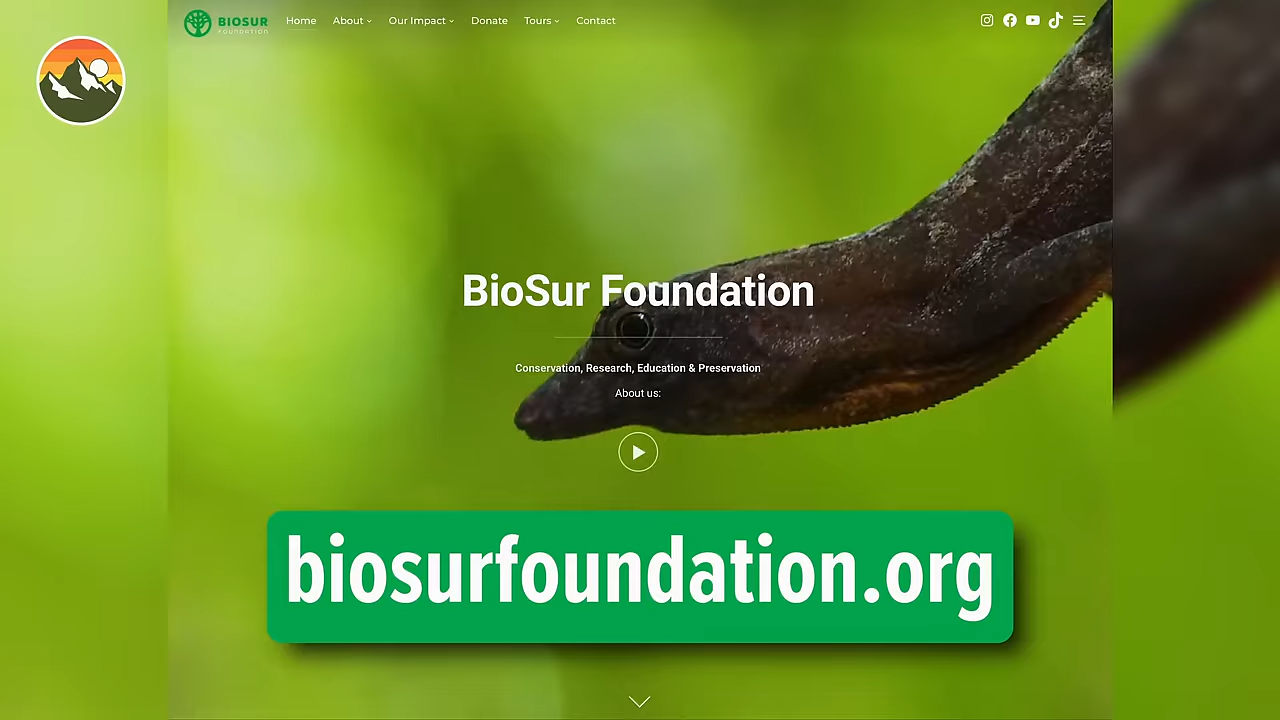 BIOSUR
FOUNDATION
Home
About
Our Impact
Donate
Tours
Contact
BioSur Foundation
Conservation, Research, Education & Preservation
About us:
biosurfoundation.org